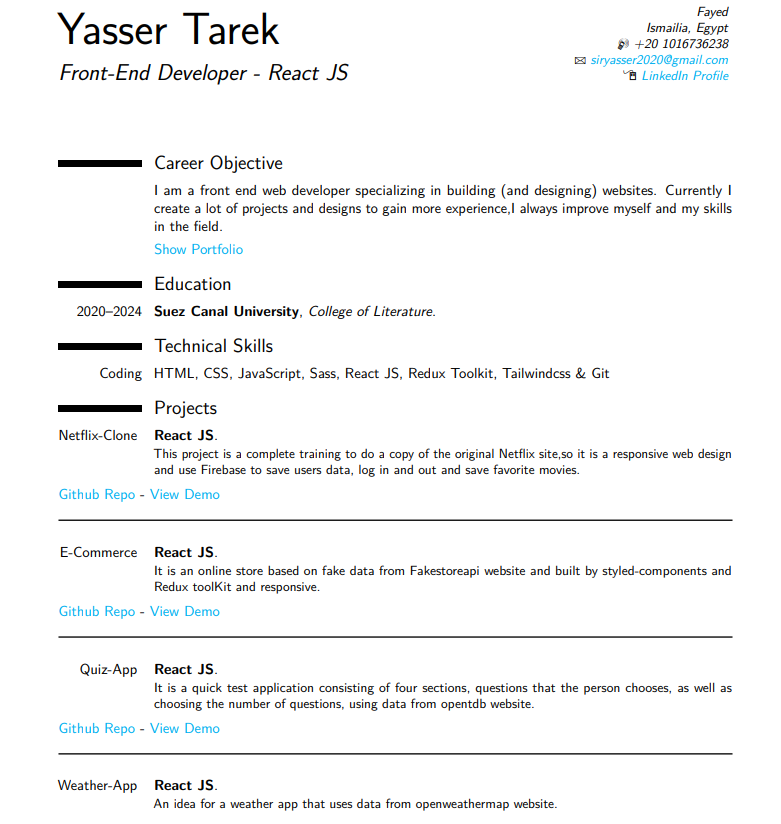 Yasser Tarek
Front-End Developer - React JS
Fayed
Ismailia, Egypt
+20 1016736238
siryasser2020@gmail.com
LinkedIn Profile
Career Objective
I am a front end web developer specializing in building (and designing) websites. Currently I
create a lot of projects and designs to gain more experience,I always improve myself and my skills
in the field.
Show Portfolio
Education
2020–2024 Suez Canal University, College of Literature.
Technical Skills
Coding HTML, CSS, JavaScript, Sass, React JS, Redux Toolkit, Tailwindcss & Git
Projects
Netflix-Clone React JS.
This project is a complete training to do a copy of the original Netflix site,so it is a responsive web design
and use Firebase to save users data, log in and out and save favorite movies.
Github Repo - View Demo
E-Commerce React JS.
It is an online store based on fake data from Fakestoreapi website and built by styled-components and
Redux toolKit and responsive.
Github Repo - View Demo
Quiz-App React JS.
It is a quick test application consisting of four sections, questions that the person chooses, as well as
choosing the number of questions, using data from opentdb website.
Github Repo - View Demo
Weather-App React JS.
An idea for a weather app that uses data from openweathermap website.